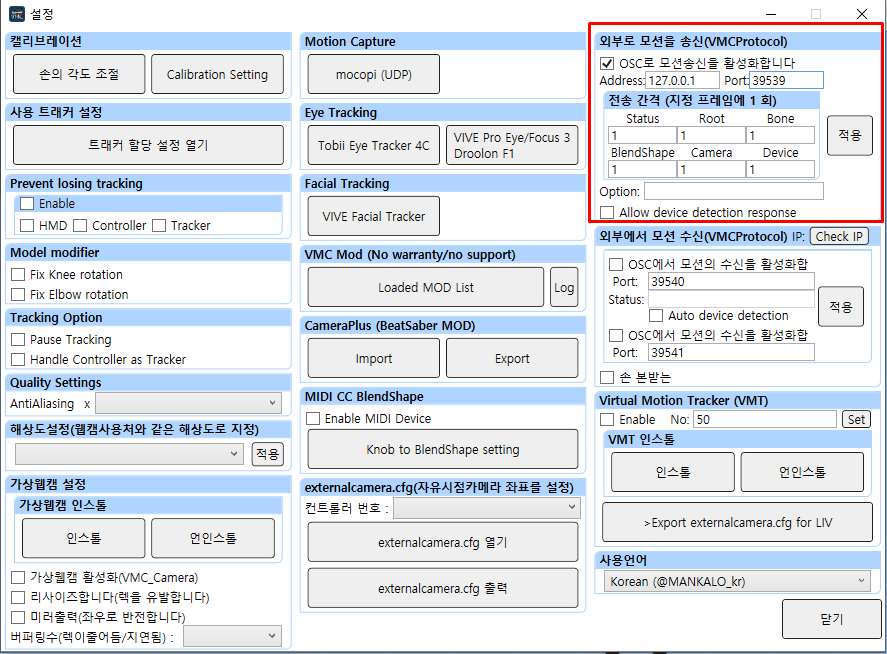 설정
캘리브레이션
손의 각도 조절
Calibration Setting
사용 트래커 설정
트래커 할당 설정 열기
Prevent losing tracking
Enable
HMD Controller Tracker
Model modifier
Fix Knee rotation
Fix Elbow rotation
Tracking Option
Pause Tracking
Handle Controller as Tracker
Quality Settings
AntiAliasing x
해상도설정(웹캠사용처와 같은 해상도로 지정)
적용
가상웹캠 설정
가상웹캠 인스톨
인스톨
언인스톨
가상웹캠 활성화(VMC_Camera)
리사이즈합니다(렉을 유발합니다)
미러출력(좌우로 반전합니다)
버퍼링수(렉이줄어듬/지연됨) :
Motion Capture
mocopi (UDP)
Eye Tracking
Tobii Eye Tracker 4C
VIVE Pro Eye/Focus 3
Droolon F1
Facial Tracking
VIVE Facial Tracker
VMC Mod (No warranty/no support)
Loaded MOD List
Log
CameraPlus (BeatSaber MOD)
Import
Export
MIDI CC BlendShape
Enable MIDI Device
Knob to BlendShape setting
externalcamera.cfg(자유시점카메라 좌표를 설정)
컨트롤러 번호 :
externalcamera.cfg 열기
externalcamera.cfg 출력
외부로 모션을 송신(VMCProtocol)
OSC로 모션송신을 활성화합니다
Address: 127.0.0.1 Port: 39539
전송 간격 (지정 프레임에 1 회)
Status Root Bone
1 1 1
BlendShape Camera Device
1 1 1
적용
Option:
Allow device detection response
외부에서 모션 수신(VMCProtocol) IP: Check IP
OSC에서 모션의 수신을 활성화합
Port: 39540
Status:
Auto device detection
적용
OSC에서 모션의 수신을 활성화합
Port: 39541
손 본받는
Virtual Motion Tracker (VMT)
Enable No: 50 Set
VMT 인스톨
인스톨
언인스톨
>Export externalcamera.cfg for LIV
사용언어
Korean (@MANKALO_kr)
닫기